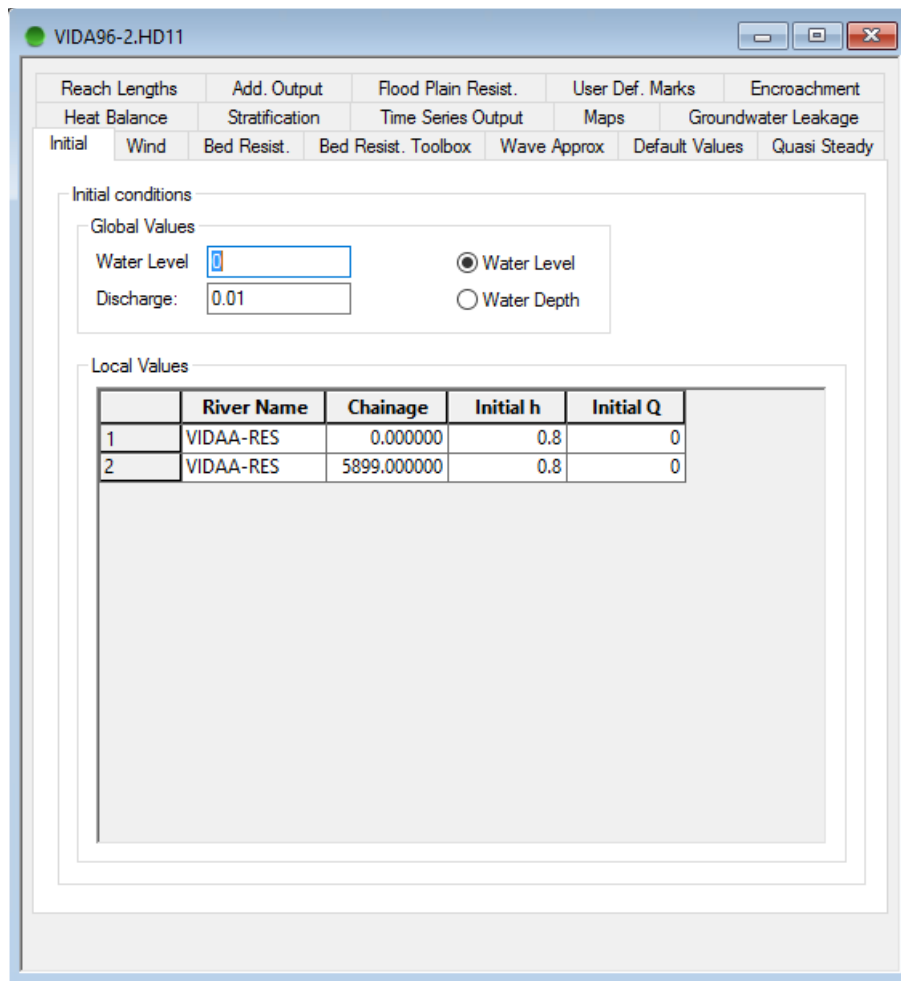 VIDA96-2.HD11
Reach Lengths Add. Output Flood Plain Resist. User Def. Marks Encroachment
Heat Balance Stratification Time Series Output Maps Groundwater Leakage
Initial Wind Bed Resist. Bed Resist. Toolbox Wave Approx Default Values Quasi Steady
Initial conditions
Global Values
Water Level 0 Water Level
Discharge: 0.01 Water Depth
Local Values
River Name Chainage Initial h Initial Q
1 VIDAA-RES 0.000000 0.8 0
2 VIDAA-RES 5899.000000 0.8 0